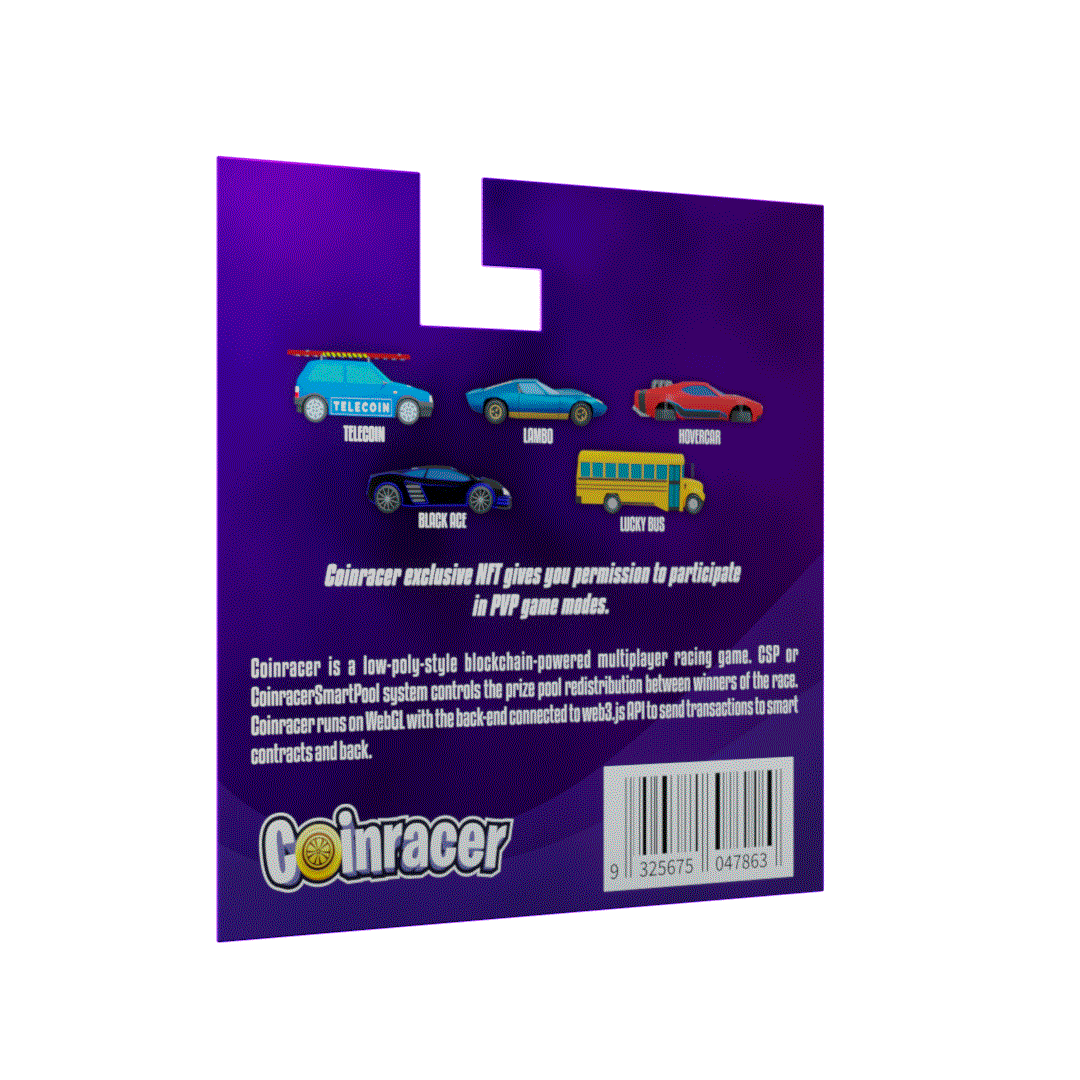 TELECOIN
TELECOIN
LAMBO
HOVERCAR
BLACK ACE
LUCKY BUS
Coinracer exclusive NFT gives you permission to participate
in PVP game modes.
Coinracer is a low-poly-style blockchain-powered multiplayer racing game. CSP or
CoinracerSmartPool system controls the prize pool redistribution between winners of the race.
Coinracer runs on WebGL with the back-end connected to web3.js API to send transactions to smart
contracts and back.
Coinracer
9 325675 047863